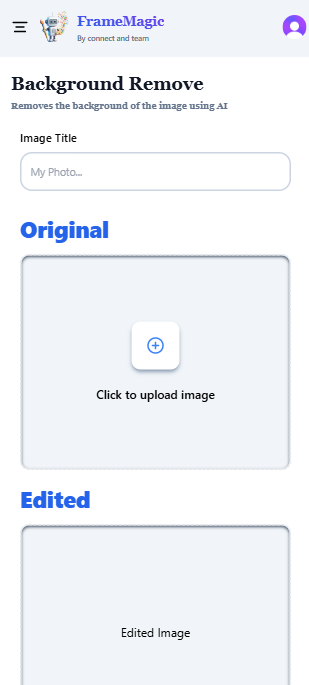 FrameMagic
By connect and team
Background Remove
Removes the background of the image using AI
Image Title
My Photo...
Original
Click to upload image
Edited
Edited Image